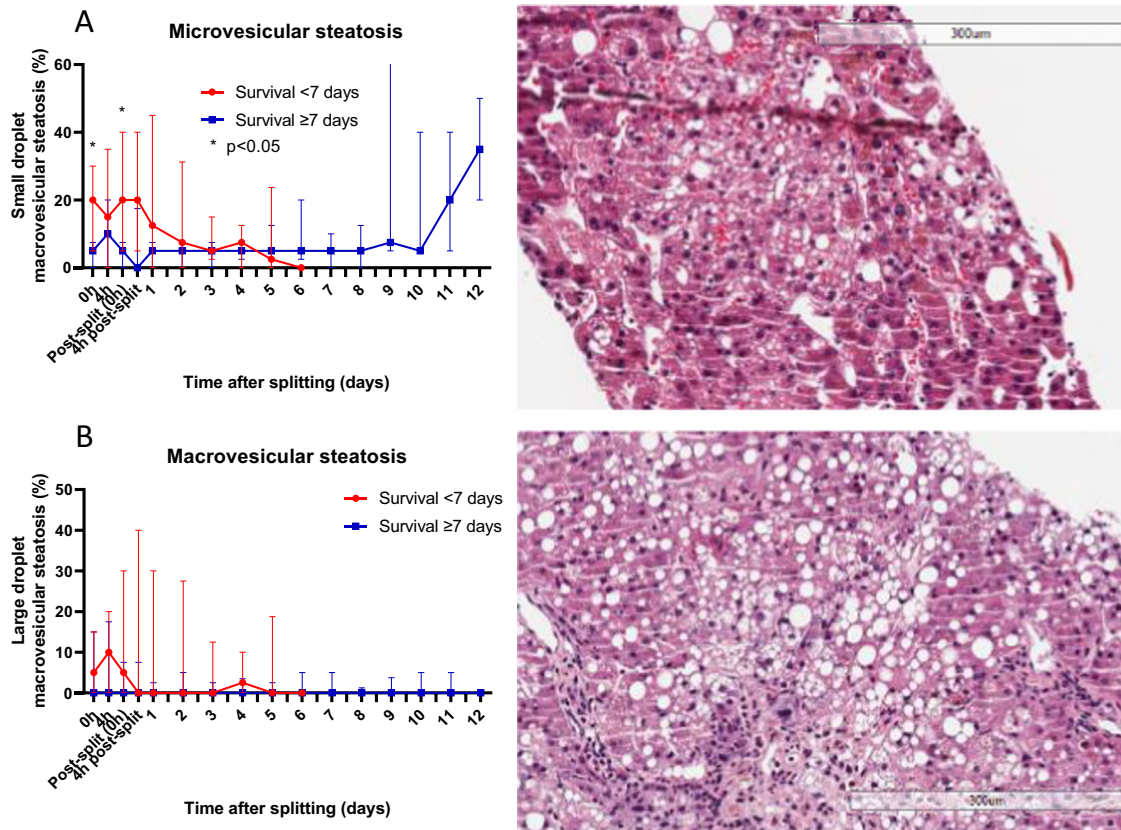 A
Microvesicular steatosis
Small droplet
macrovesicular steatosis (%)
60
40
20
0
Survival <7 days
Survival ≥7 days
* p<0.05
*
*
0h
4h
Post-split (0h)
4h post-split
1
2
3
4
5
6
7
8
9
10
11
12
Time after splitting (days)
300um
B
Macrovesicular steatosis
Large droplet
macrovesicular steatosis (%)
50
40
30
20
10
0
Survival <7 days
Survival ≥7 days
0h
4h
Post-split (0h)
4h post-split
1
2
3
4
5
6
7
8
9
10
11
12
Time after splitting (days)
300um